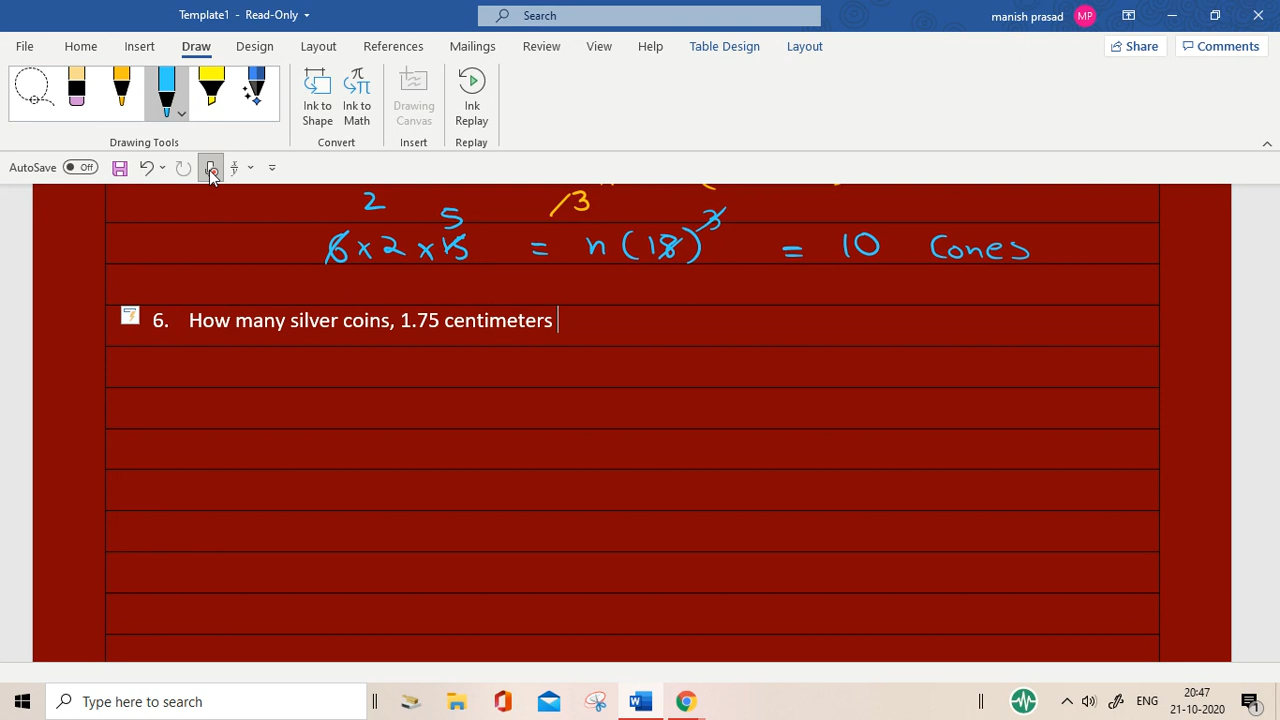 Template1 - Read-Only
Search
manish prasad
MP
File
Home
Insert
Draw
Design
Layout
References
Mailings
Review
View
Help
Table Design
Layout
Share
Comments
Ink to Shape
Ink to Math
Drawing Canvas
Ink Replay
Drawing Tools
Convert
Insert
Replay
AutoSave Off
2 5 /3 3
6 x 2 x 15 = n (18) = 10 Cones
6. How many silver coins, 1.75 centimeters
Type here to search
ENG
20:47
21-10-2020